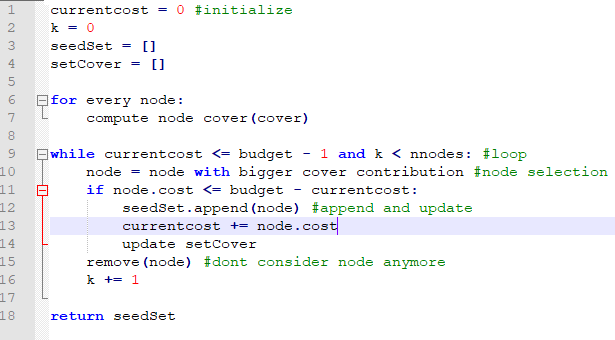 1 currentcost = 0 #initialize
2 k = 0
3 seedSet = []
4 setCover = []
5
6 for every node:
7 compute node cover(cover)
8
9 while currentcost <= budget - 1 and k < nnodes: #loop
10 node = node with bigger cover contribution #node selection
11 if node.cost <= budget - currentcost:
12 seedSet.append(node) #append and update
13 currentcost += node.cost
14 update setCover
15 remove(node) #dont consider node anymore
16 k += 1
17
18 return seedSet